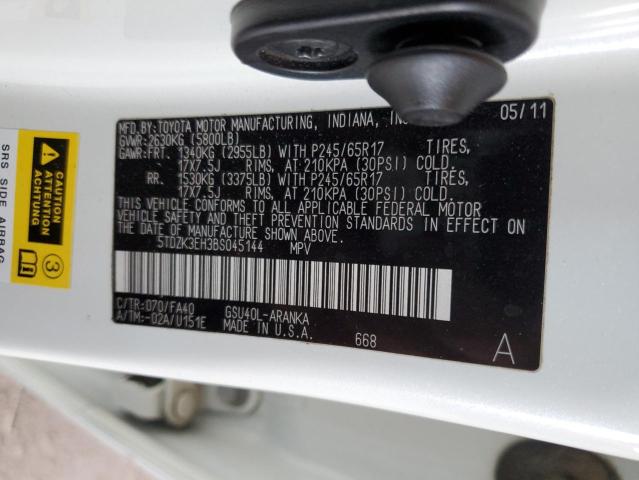 05/11
MFD.BY:TOYOTA MOTOR MANUFACTURING, INDIANA, INC.
GVWR:2630KG (5800LB)
GAWR:FRT. 1340KG (2955LB)WITH P245/65R17 TIRES,
17X7.5J RIMS, AT 210KPA (30PSI) COLD.
RR. 1530KG (3375LB)WITH P245/65R17 TIRES,
17X7.5J RIMS, AT 210KPA (30PSI) COLD.
THIS VEHICLE CONFORMS TO ALL APPLICABLE FEDERAL MOTOR
VEHICLE SAFETY AND THEFT PREVENTION STANDARDS IN EFFECT ON
THE DATE OF MANUFACTURE SHOWN ABOVE.
5TDZK3EH3BS045144 MPV
C/TR:070/FA40 GSU40L-ARANKA
A/TM:-02A/U151E MADE IN U.S.A.
668
A
CAUTION
ATTENTION
ACHTUNG
3
SRS SIDE AIRBAG